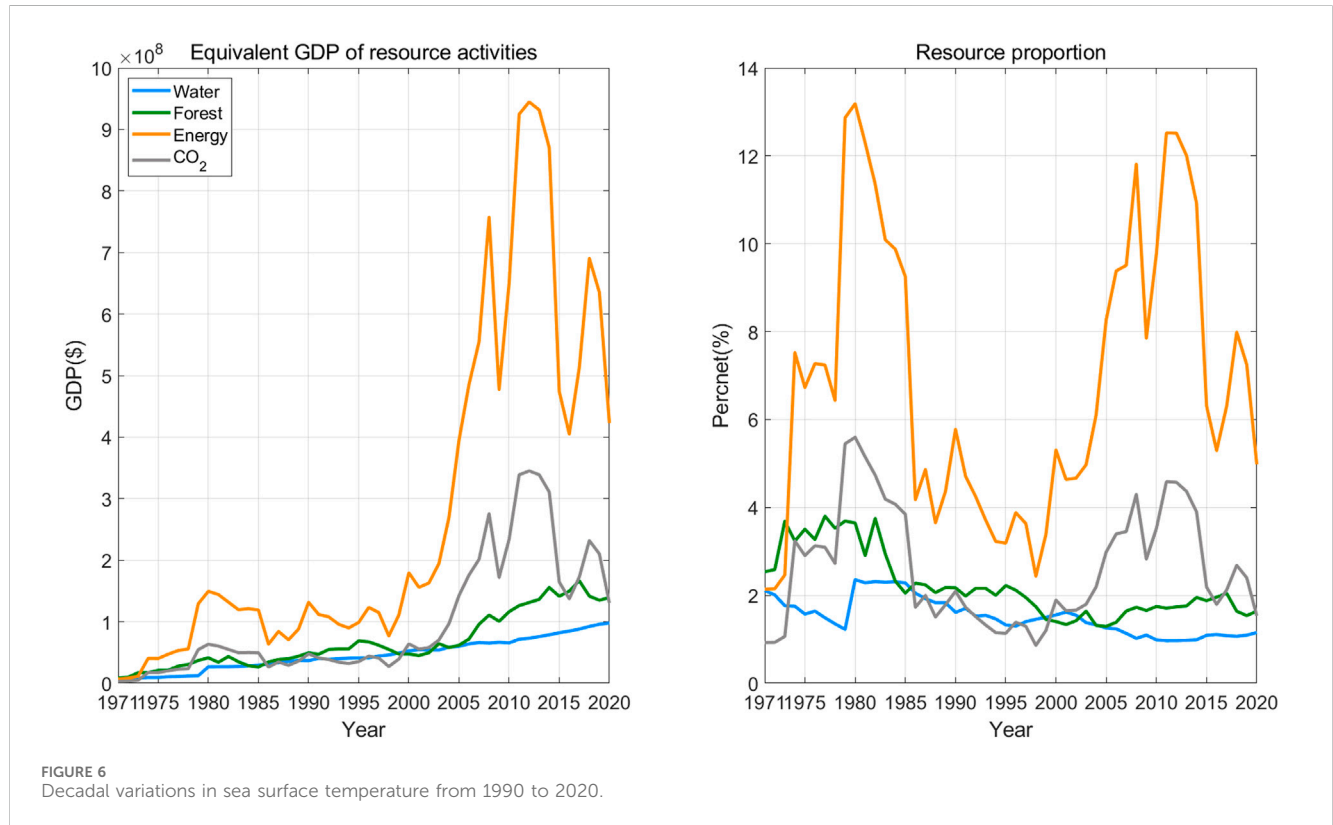 Equivalent GDP of resource activities
×10⁸
10
9
8
7
6
5
4
3
2
1
0
GDP($)
Water
Forest
Energy
CO₂
1971 1975 1980 1985 1990 1995 2000 2005 2010 2015 2020
Year
Resource proportion
14
12
10
8
6
4
2
0
Percnet(%)
1971 1975 1980 1985 1990 1995 2000 2005 2010 2015 2020
Year
FIGURE 6
Decadal variations in sea surface temperature from 1990 to 2020.